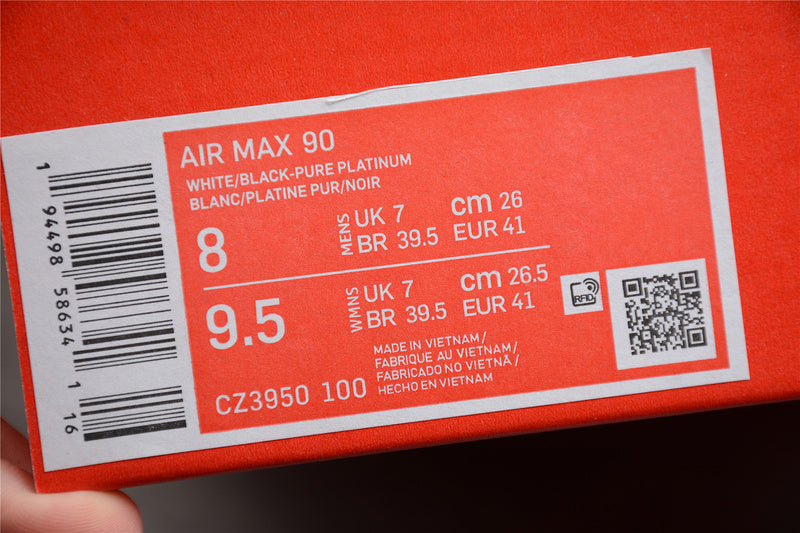 AIR MAX 90
WHITE/BLACK-PURE PLATINUM
BLANC/PLATINE PUR/NOIR
8
MENS
UK 7 cm 26
BR 39.5 EUR 41
9.5
WMNS
UK 7 cm 26.5
BR 39.5 EUR 41
RFID
MADE IN VIETNAM/
FABRIQUE AU VIETNAM/
FABRICADO NO VIETNÃ/
HECHO EN VIETNAM
CZ3950 100
1 94498 58634 1 16